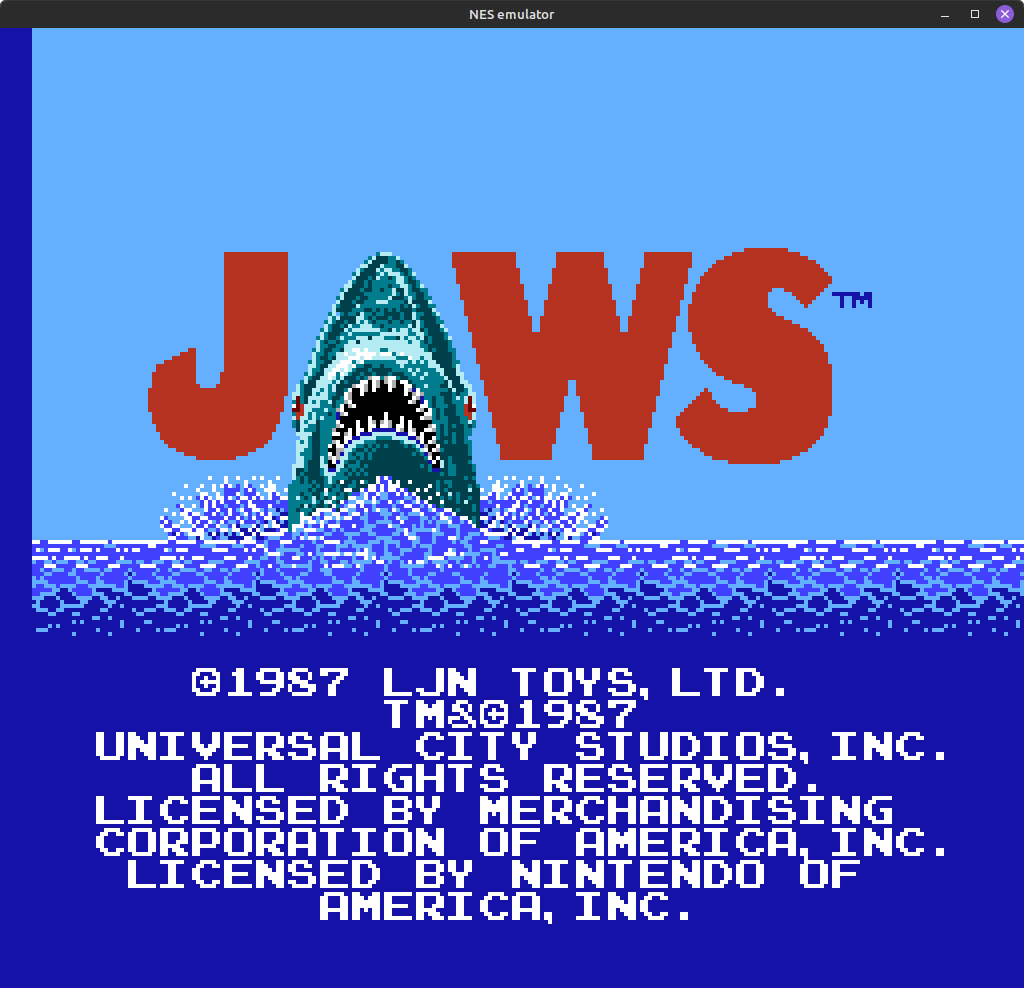 NES emulator
JAWS™
©1987 LJN TOYS, LTD.
TM&©1987
UNIVERSAL CITY STUDIOS, INC.
ALL RIGHTS RESERVED.
LICENSED BY MERCHANDISING
CORPORATION OF AMERICA, INC.
LICENSED BY NINTENDO OF
AMERICA, INC.